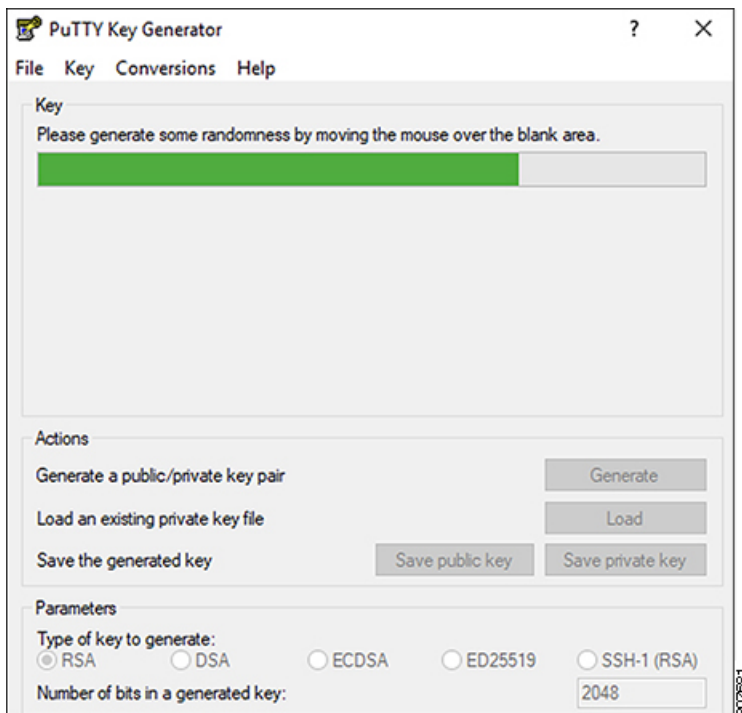 PuTTY Key Generator ?
File Key Conversions Help
Key
Please generate some randomness by moving the mouse over the blank area.
Actions
Generate a public/private key pair Generate
Load an existing private key file Load
Save the generated key Save public key Save private key
Parameters
Type of key to generate:
RSA DSA ECDSA ED25519 SSH-1 (RSA)
Number of bits in a generated key: 2048